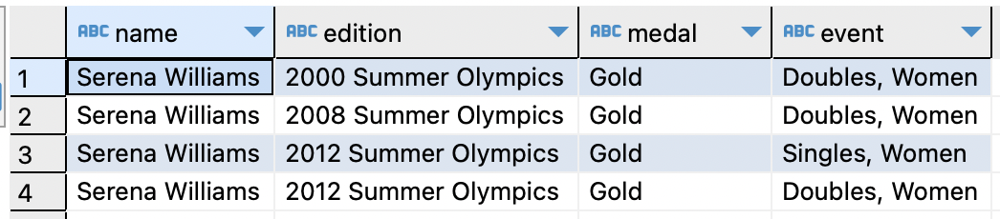 ABC name ABC edition ABC medal ABC event
1 Serena Williams 2000 Summer Olympics Gold Doubles, Women
2 Serena Williams 2008 Summer Olympics Gold Doubles, Women
3 Serena Williams 2012 Summer Olympics Gold Singles, Women
4 Serena Williams 2012 Summer Olympics Gold Doubles, Women